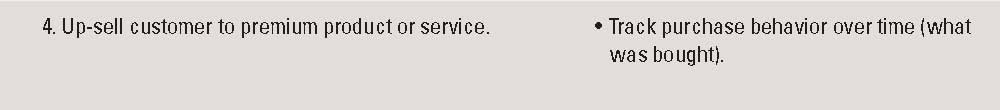 4. Up-sell customer to premium product or service.
• Track purchase behavior over time (what
was bought).